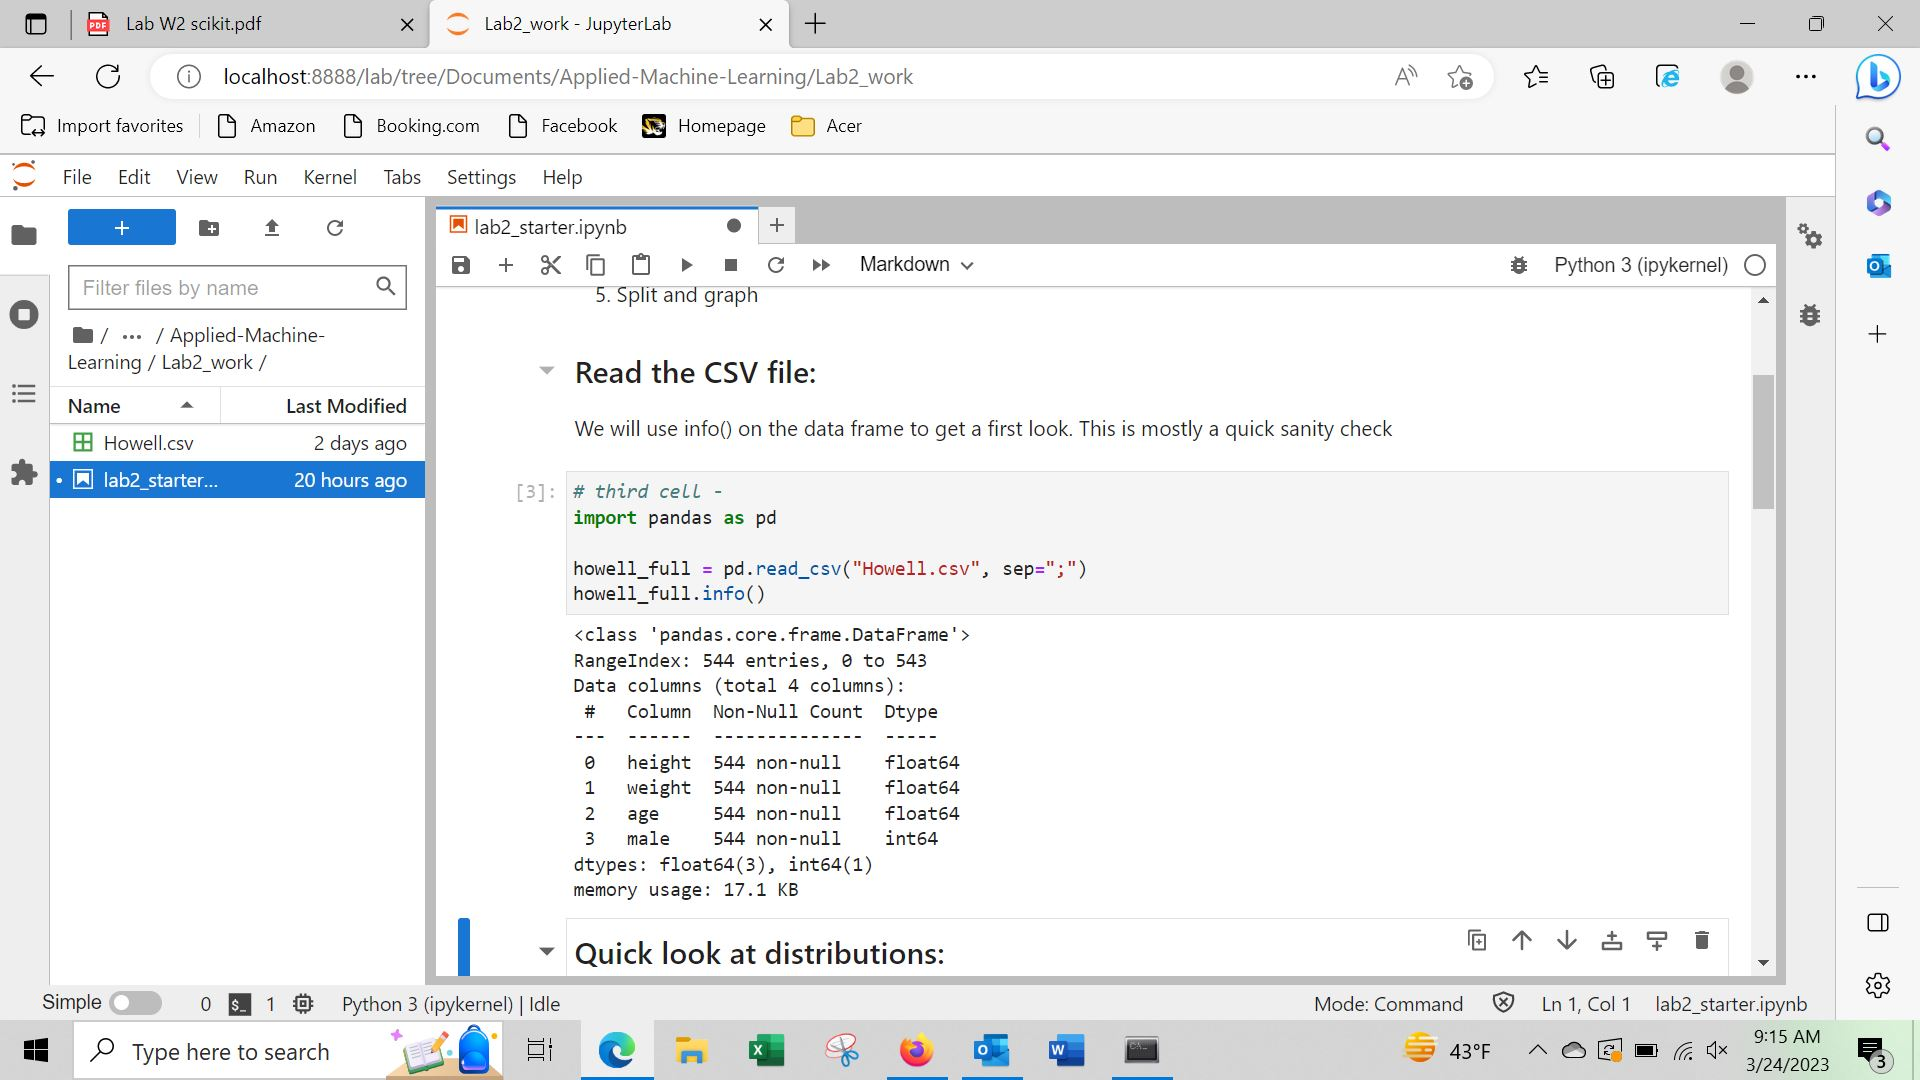 Lab W2 scikit.pdf
Lab2_work - JupyterLab
localhost:8888/lab/tree/Documents/Applied-Machine-Learning/Lab2_work
Import favorites
Amazon
Booking.com
Facebook
Homepage
Acer
File Edit View Run Kernel Tabs Settings Help
+
lab2_starter.ipynb
Markdown
Python 3 (ipykernel)
Filter files by name
/ ··· / Applied-Machine-
Learning / Lab2_work /
Name Last Modified
Howell.csv 2 days ago
lab2_starter... 20 hours ago
5. Split and graph
Read the CSV file:
We will use info() on the data frame to get a first look. This is mostly a quick sanity check
[3]:
# third cell -
import pandas as pd
howell_full = pd.read_csv("Howell.csv", sep=";")
howell_full.info()
<class 'pandas.core.frame.DataFrame'>
RangeIndex: 544 entries, 0 to 543
Data columns (total 4 columns):
# Column Non-Null Count Dtype
--- ------ -------------- -----
0 height 544 non-null float64
1 weight 544 non-null float64
2 age 544 non-null float64
3 male 544 non-null int64
dtypes: float64(3), int64(1)
memory usage: 17.1 KB
Quick look at distributions:
Simple 0 $_ 1 Python 3 (ipykernel) | Idle
Mode: Command Ln 1, Col 1 lab2_starter.ipynb
Type here to search
43°F
9:15 AM
3/24/2023
3